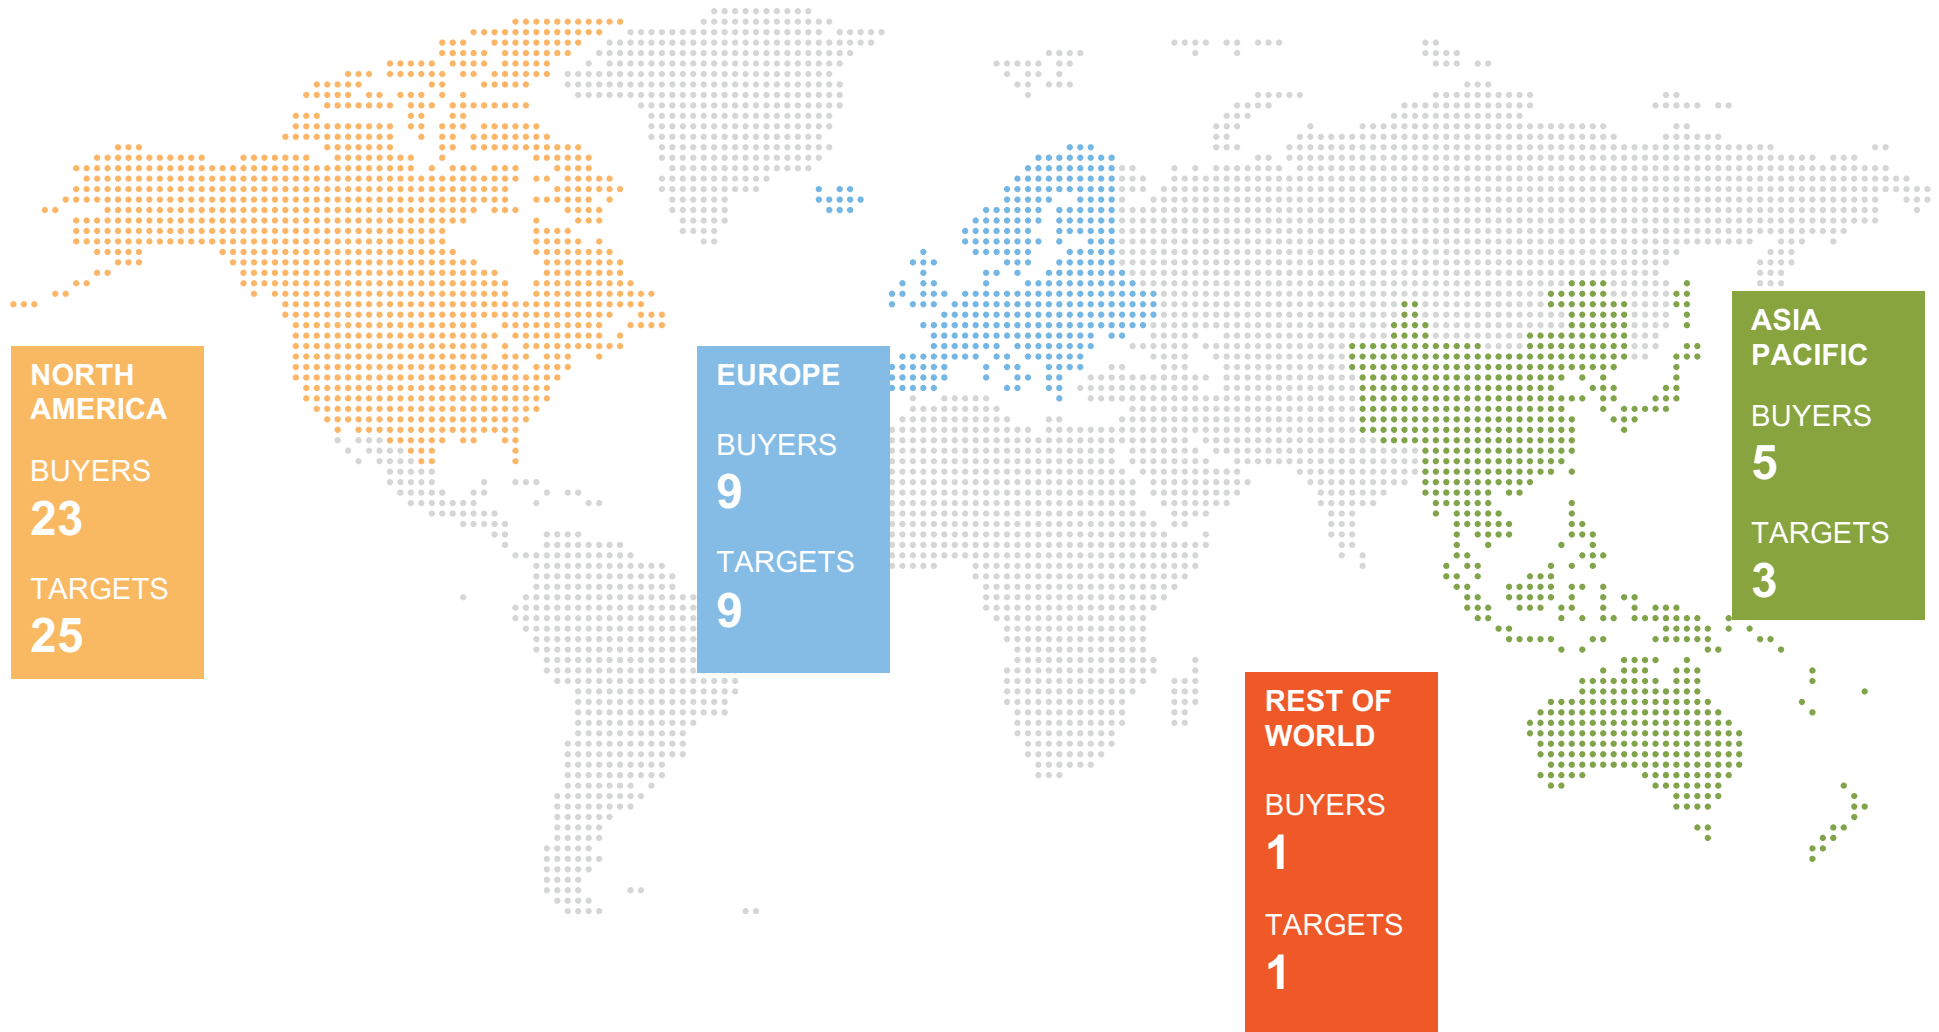 NORTH
AMERICA
BUYERS
23
TARGETS
25
EUROPE
BUYERS
9
TARGETS
9
REST OF
WORLD
BUYERS
1
TARGETS
1
ASIA
PACIFIC
BUYERS
5
TARGETS
3